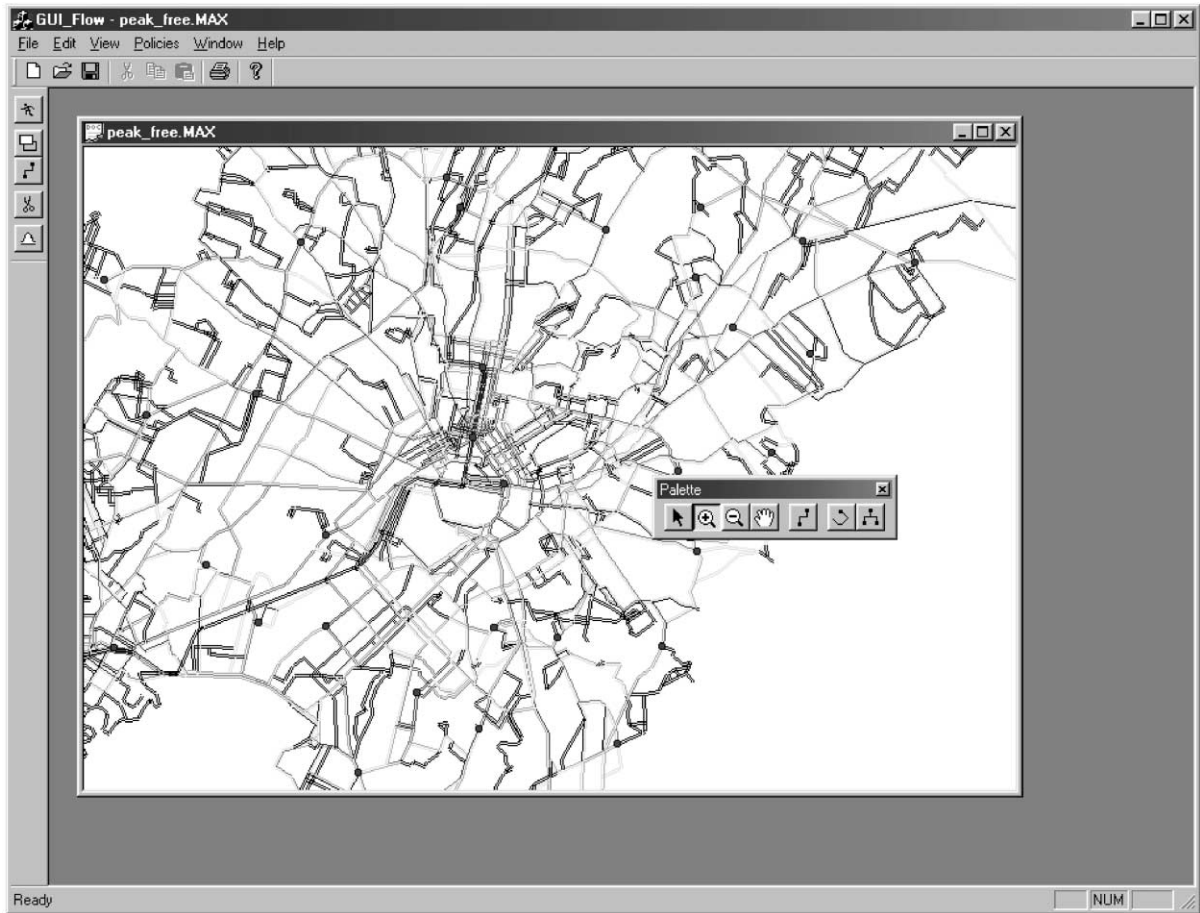 GUI_Flow - peak_free.MAX
File Edit View Policies Window Help
peak_free.MAX
Palette
Ready
NUM